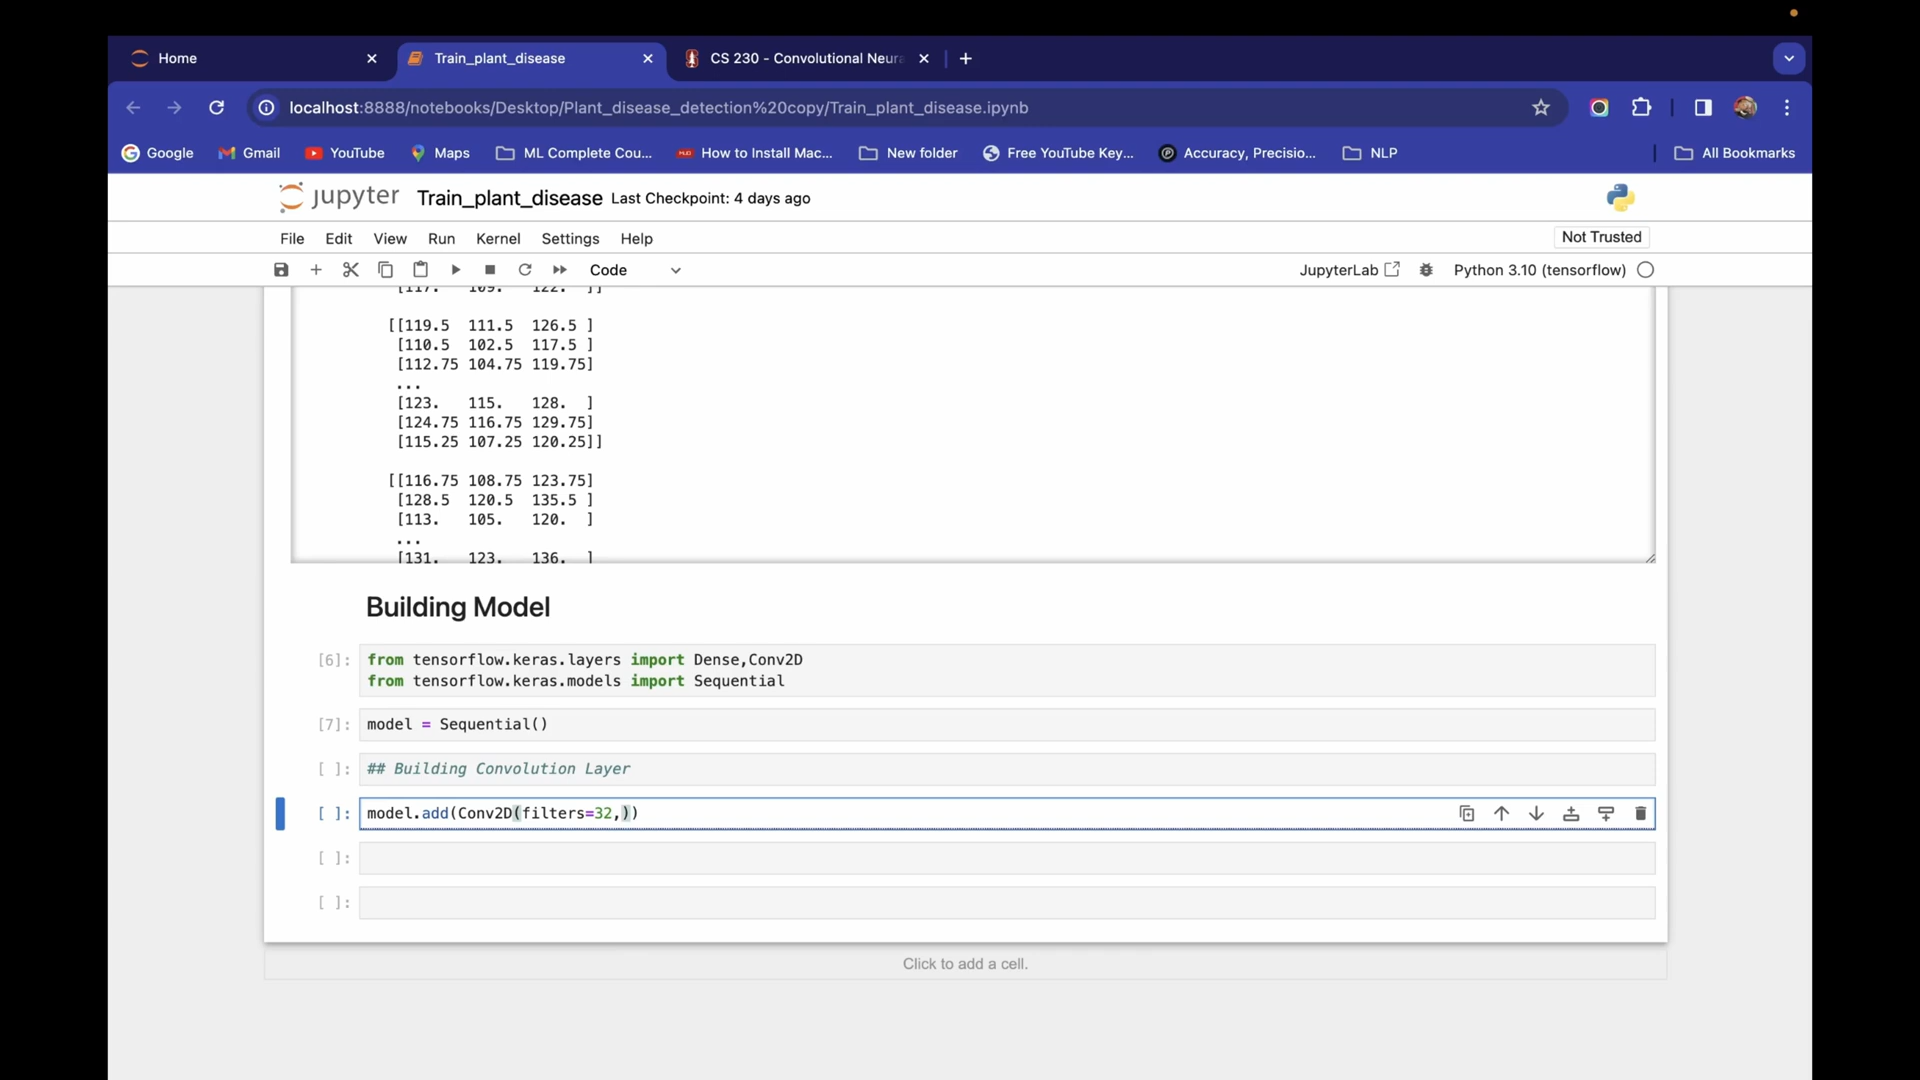 Home
Train_plant_disease
CS 230 - Convolutional Neura
localhost:8888/notebooks/Desktop/Plant_disease_detection%20copy/Train_plant_disease.ipynb
Google Gmail YouTube Maps ML Complete Cou... How to Install Mac... New folder Free YouTube Key... Accuracy, Precisio... NLP All Bookmarks
jupyter Train_plant_disease Last Checkpoint: 4 days ago
File Edit View Run Kernel Settings Help Not Trusted
Code JupyterLab Python 3.10 (tensorflow)
[117. 109. 122. ]]
[[119.5 111.5 126.5 ]
[110.5 102.5 117.5 ]
[112.75 104.75 119.75]
...
[123. 115. 128. ]
[124.75 116.75 129.75]
[115.25 107.25 120.25]]
[[116.75 108.75 123.75]
[128.5 120.5 135.5 ]
[113. 105. 120. ]
...
[131. 123. 136. ]
Building Model
[6]: from tensorflow.keras.layers import Dense,Conv2D
from tensorflow.keras.models import Sequential
[7]: model = Sequential()
[ ]: ## Building Convolution Layer
[ ]: model.add(Conv2D(filters=32,))
[ ]:
[ ]:
Click to add a cell.